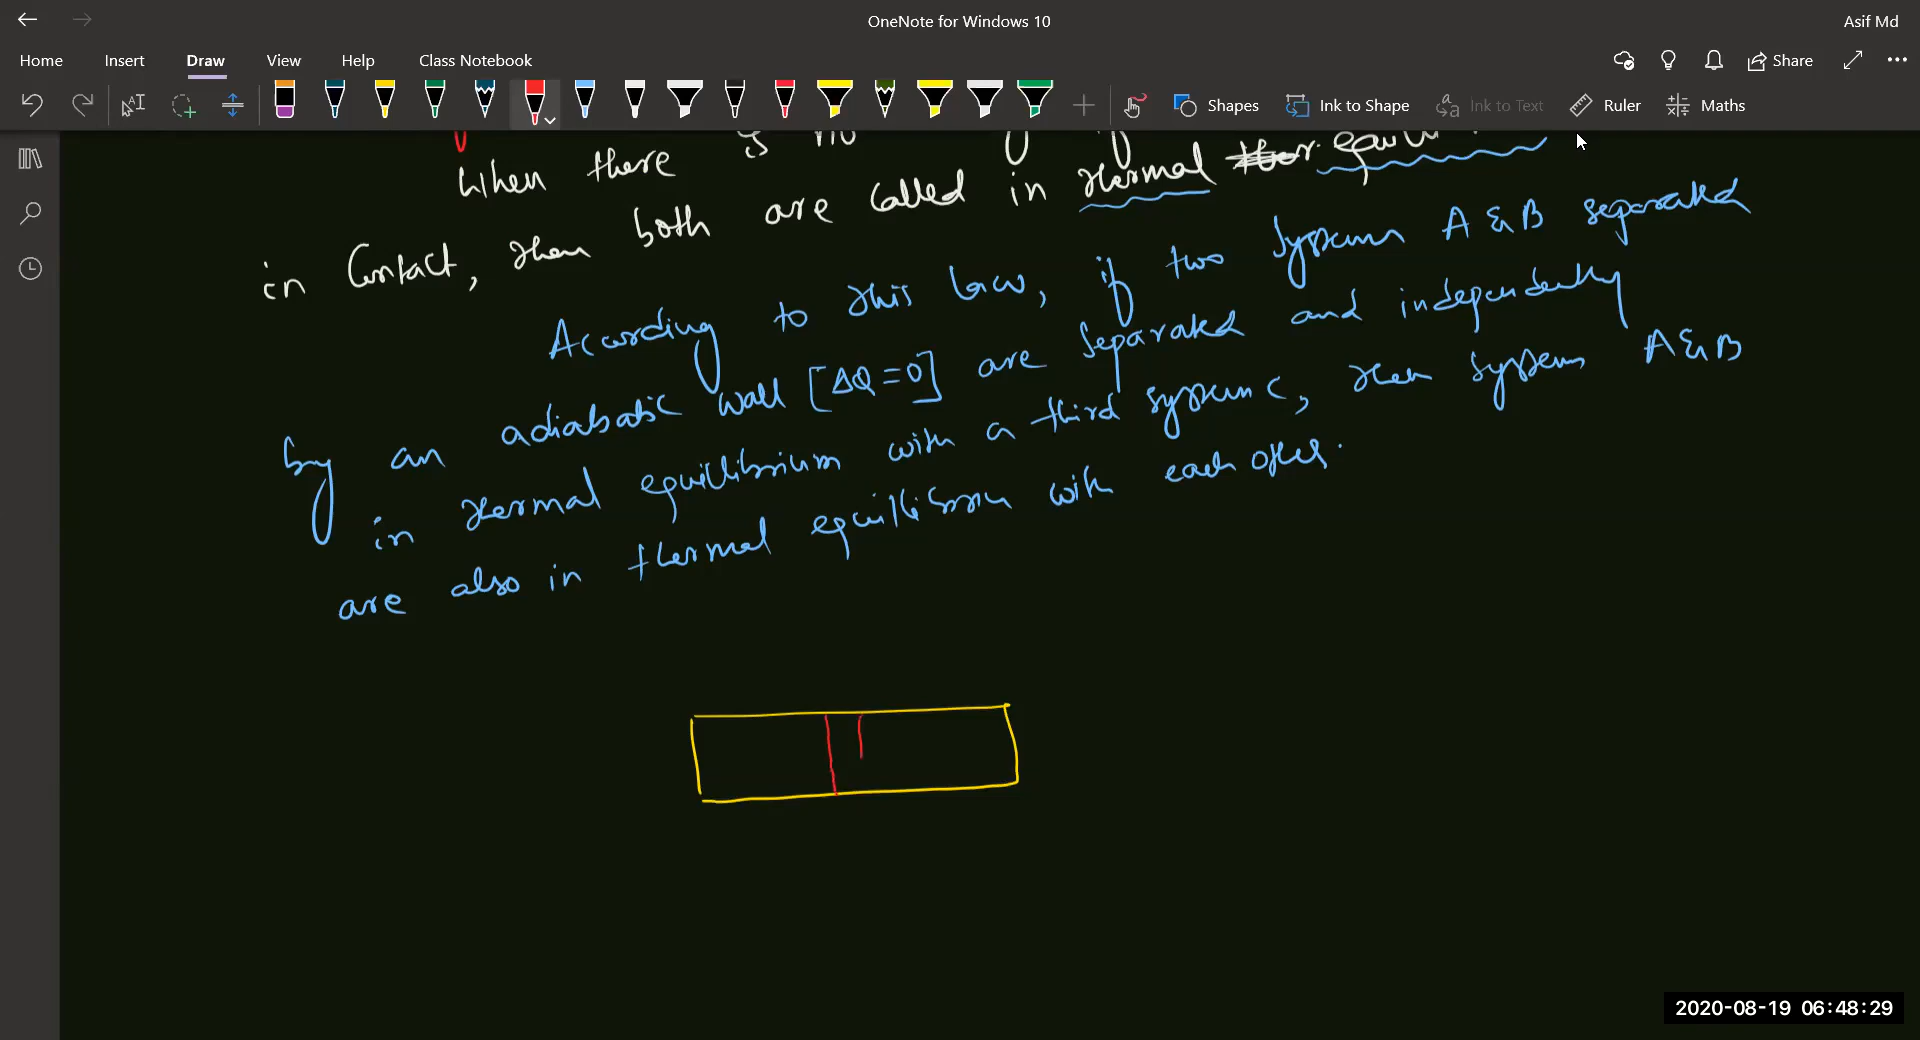 OneNote for Windows 10
Asif Md
Home Insert Draw View Help Class Notebook
Share
Shapes Ink to Shape Ink to Text Ruler Maths
When there is no
in Contact, then both are called in thermal equili
According to this law, if two systems A & B separated
by an adiabatic wall [ΔQ = 0] are separated and independently
in thermal equillibrium with a third system C, then systems A & B
are also in thermal equillibrium with each other.
2020-08-19 06:48:29